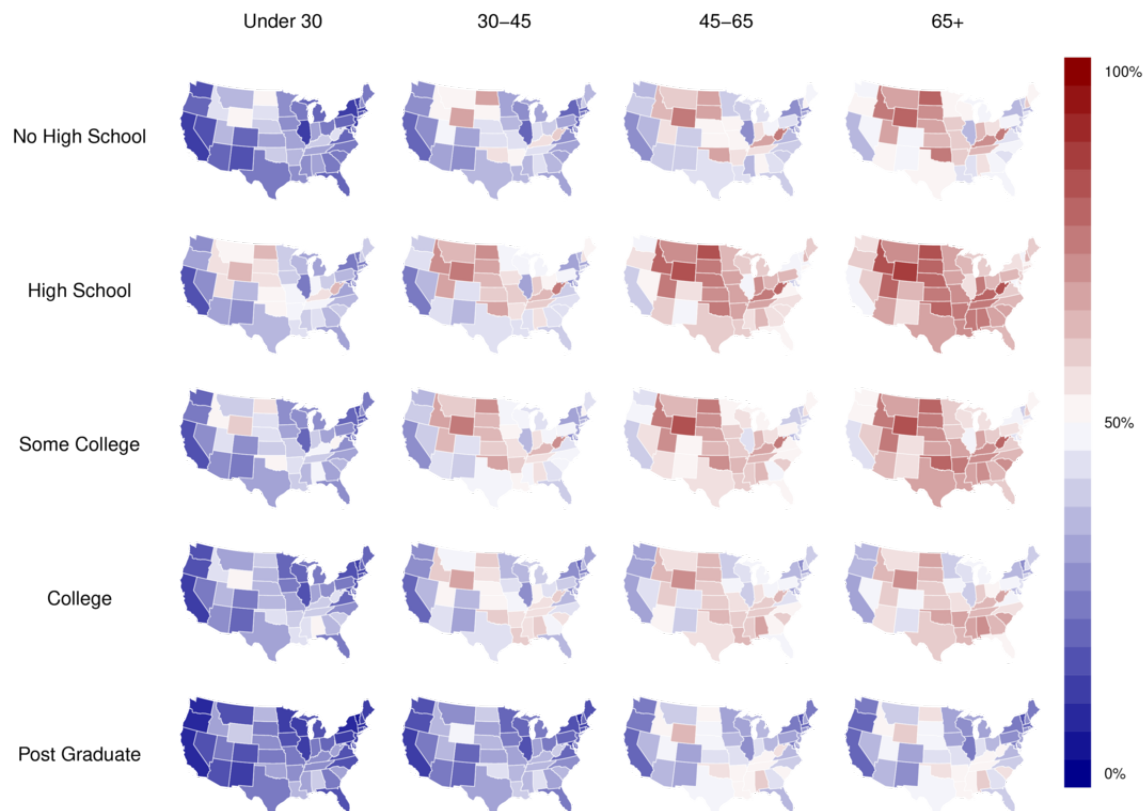 Under 30 30–45 45–65 65+
100%
No High School
High School
50%
Some College
College
Post Graduate
0%